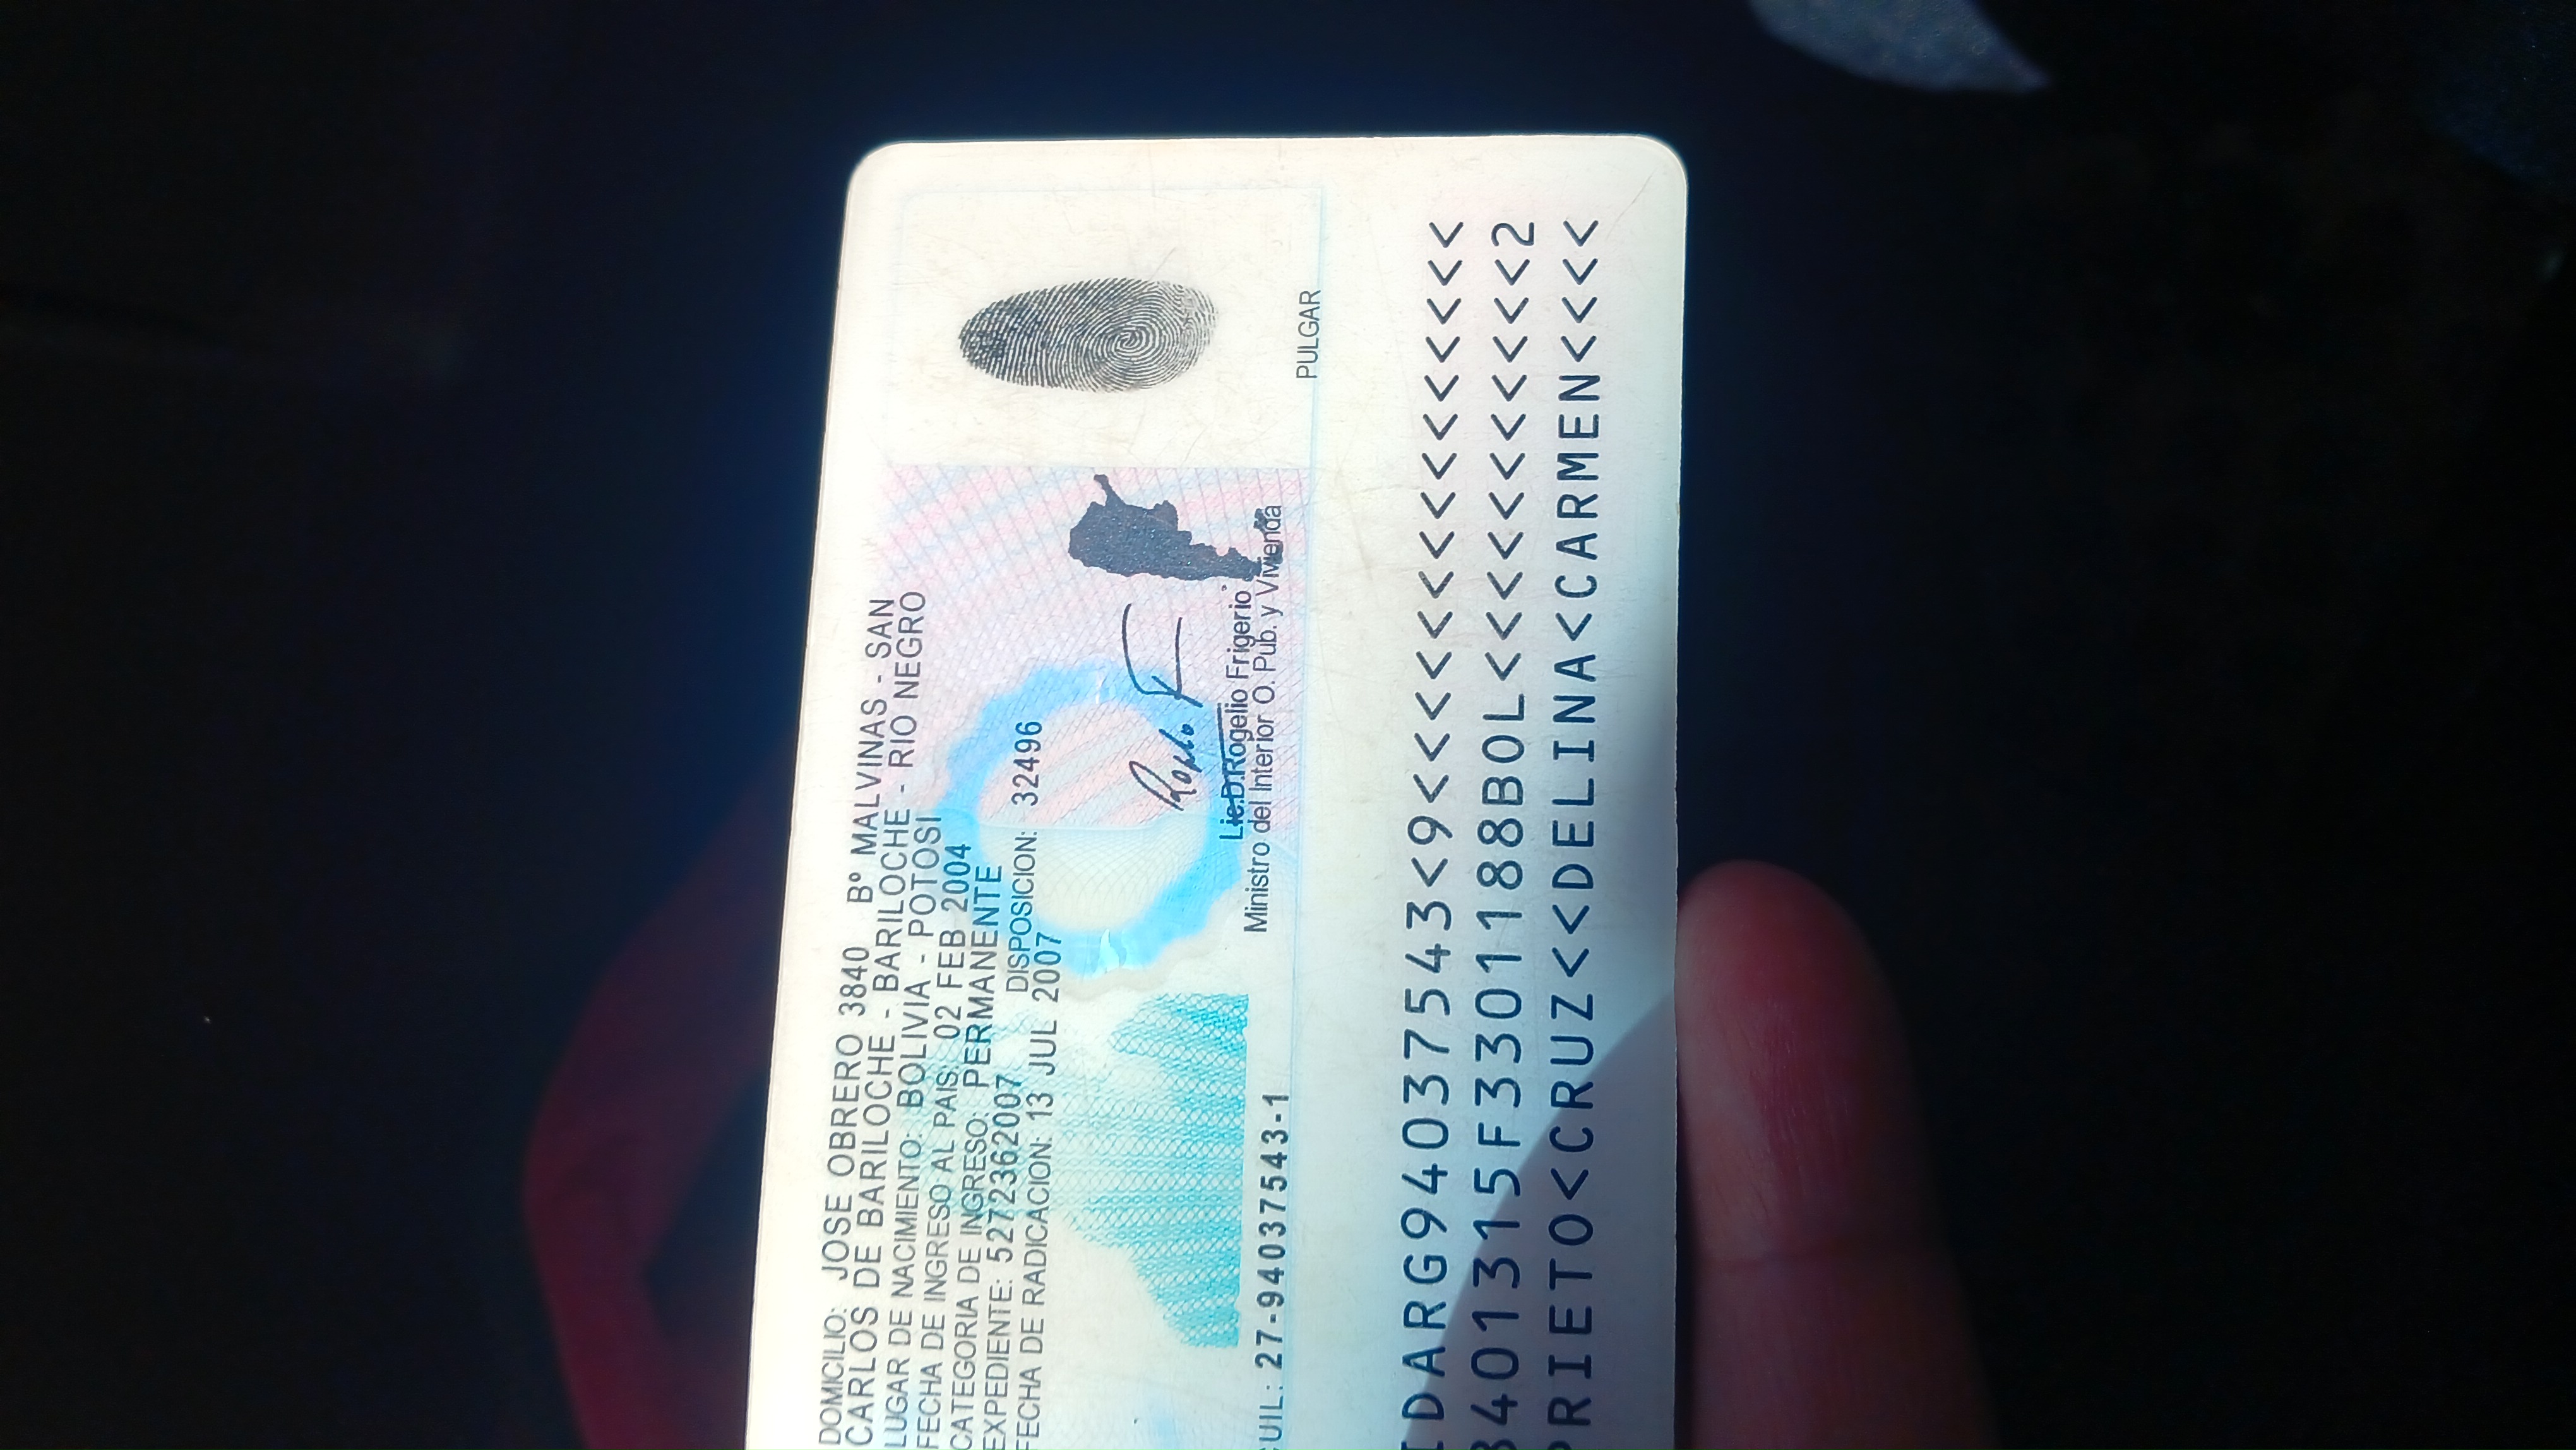 DOMICILIO: JOSE OBRERO 3840 Bº MALVINAS - SAN
CARLOS DE BARILOCHE - BARILOCHE - RIO NEGRO
LUGAR DE NACIMIENTO: BOLIVIA - POTOSI
FECHA DE INGRESO AL PAIS: 02 FEB 2004
CATEGORIA DE INGRESO: PERMANENTE
EXPEDIENTE: 5272362007 DISPOSICION: 32496
FECHA DE RADICACION: 13 JUL 2007
Lic.D.Rogelio Frigerio
Ministro del Interior O. Pub. y Vivienda
CUIL: 27-94037543-1
PULGAR
IDARG94037543<9<<<<<<<<<<<<<<<
8401315F3301188BOL<<<<<<<<<<<2
PRIETO<CRUZ<<DELINA<CARMEN<<<<